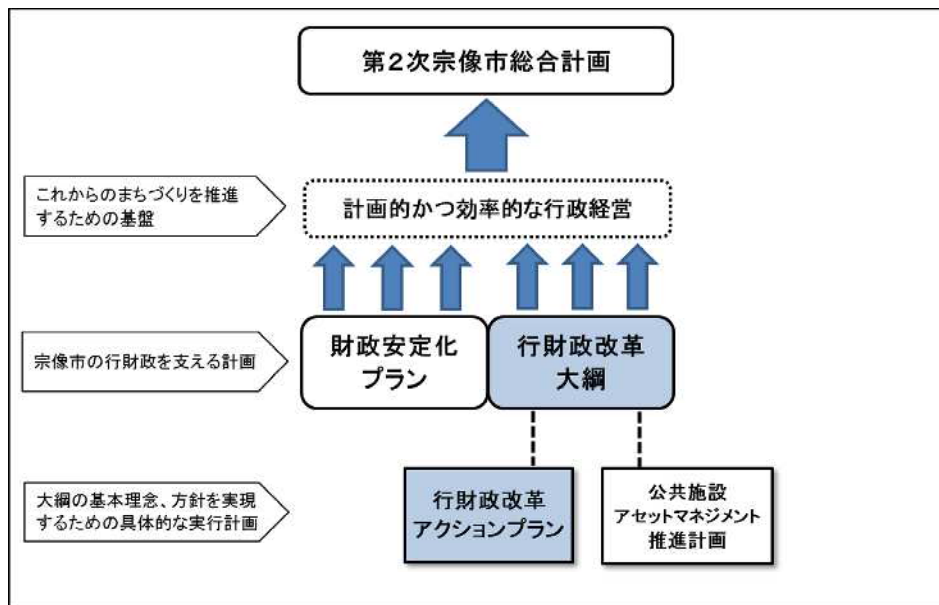 第２次宗像市総合計画
これからのまちづくりを推進
するための基盤
計画的かつ効率的な行政経営
宗像市の行財政を支える計画
財政安定化
プラン
行財政改革
大綱
大綱の基本理念、方針を実現
するための具体的な実行計画
行財政改革
アクションプラン
公共施設
アセットマネジメント
推進計画